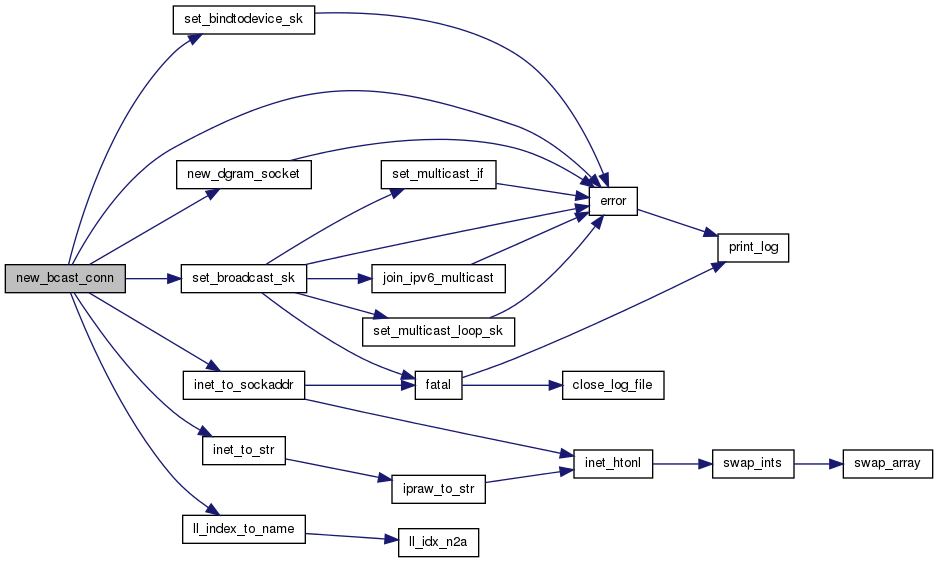 set_bindtodevice_sk
new_dgram_socket
set_multicast_if
error
print_log
new_bcast_conn
set_broadcast_sk
join_ipv6_multicast
set_multicast_loop_sk
inet_to_sockaddr
fatal
close_log_file
inet_to_str
inet_htonl
swap_ints
swap_array
ipraw_to_str
ll_index_to_name
ll_idx_n2a